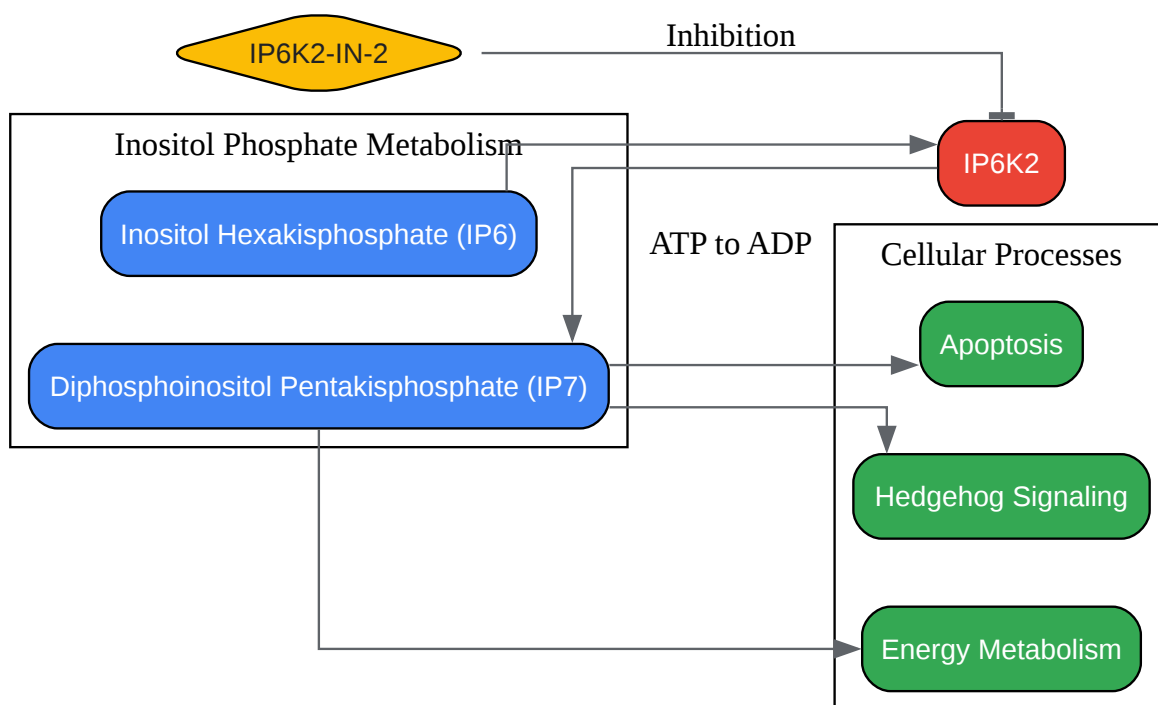 IP6K2-IN-2
Inhibition
Inositol Phosphate Metabolism
IP6K2
Inositol Hexakisphosphate (IP6)
ATP to ADP
Cellular Processes
Apoptosis
Diphosphoinositol Pentakisphosphate (IP7)
Hedgehog Signaling
Energy Metabolism